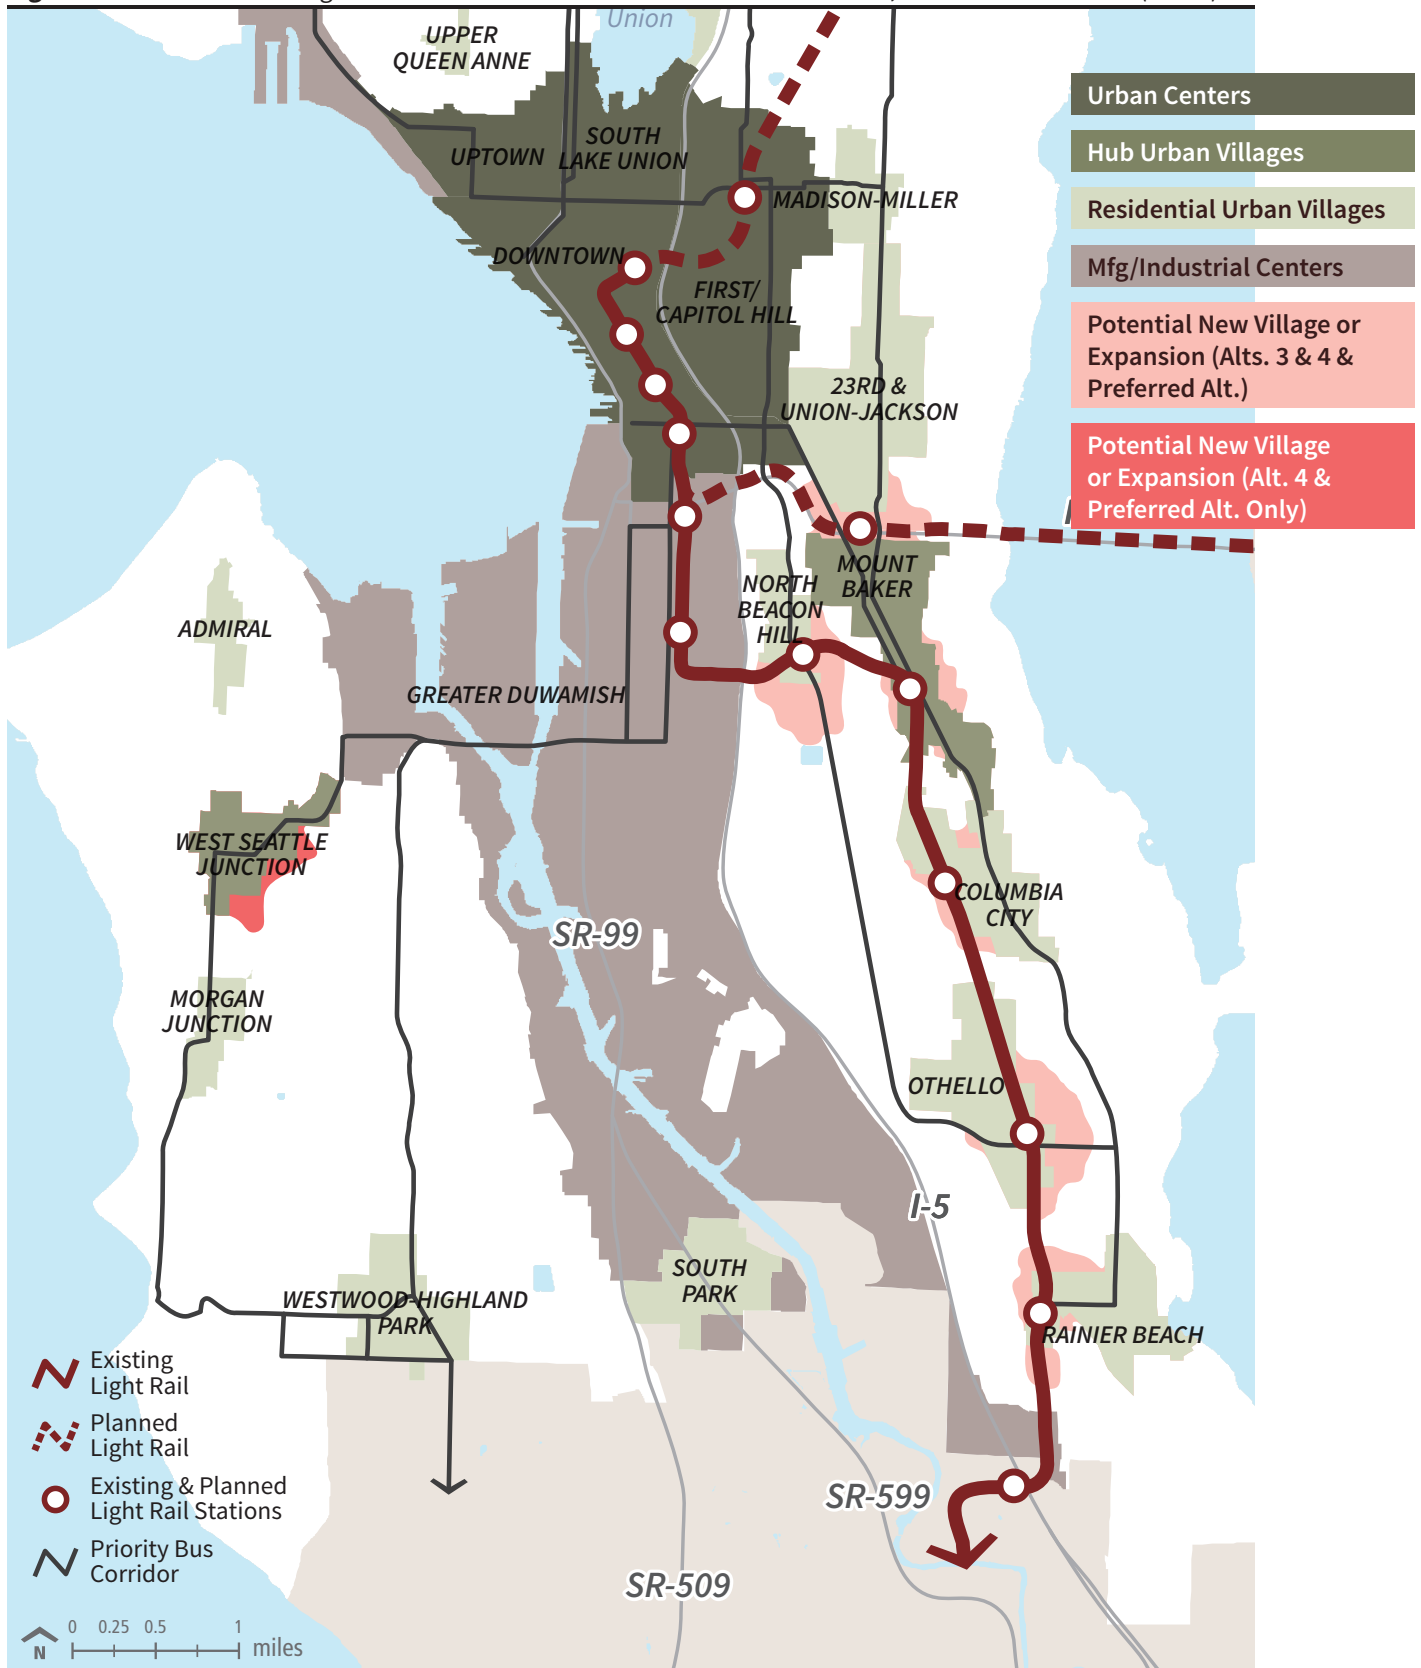 Union
UPPER
QUEEN ANNE
Urban Centers
Hub Urban Villages
Residential Urban Villages
Mfg/Industrial Centers
Potential New Village or
Expansion (Alts. 3 & 4 &
Preferred Alt.)
Potential New Village
or Expansion (Alt. 4 &
Preferred Alt. Only)
SOUTH
LAKE UNION
UPTOWN
MADISON-MILLER
DOWNTOWN
FIRST/
CAPITOL HILL
23RD &
UNION-JACKSON
MOUNT
BAKER
NORTH
BEACON
HILL
ADMIRAL
GREATER DUWAMISH
WEST SEATTLE
JUNCTION
COLUMBIA
CITY
SR-99
MORGAN
JUNCTION
OTHELLO
I-5
SOUTH
PARK
WESTWOOD-HIGHLAND
PARK
RAINIER BEACH
SR-599
SR-509
Existing
Light Rail
Planned
Light Rail
Existing & Planned
Light Rail Stations
Priority Bus
Corridor
N
0 0.25 0.5 1 miles